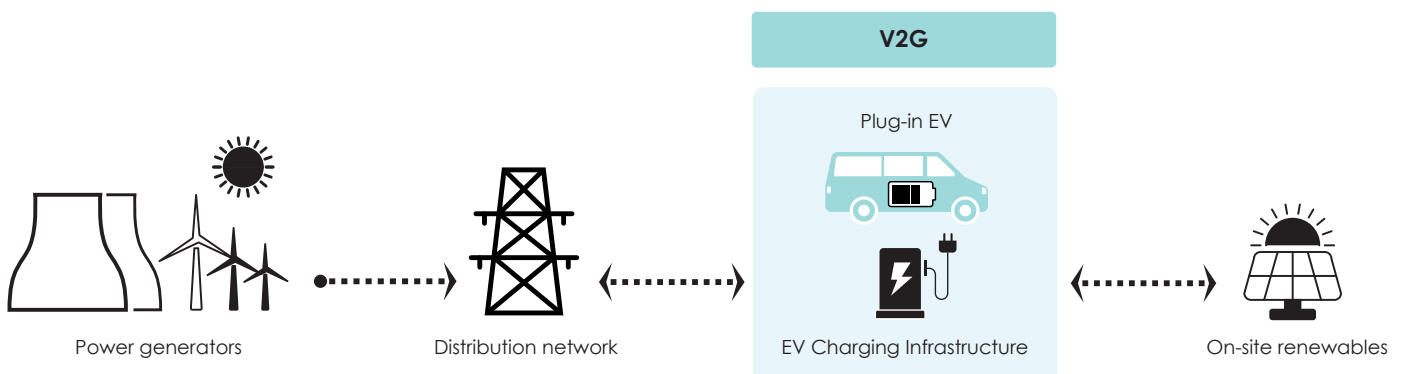 V2G
Plug-in EV
Power generators
Distribution network
EV Charging Infrastructure
On-site renewables